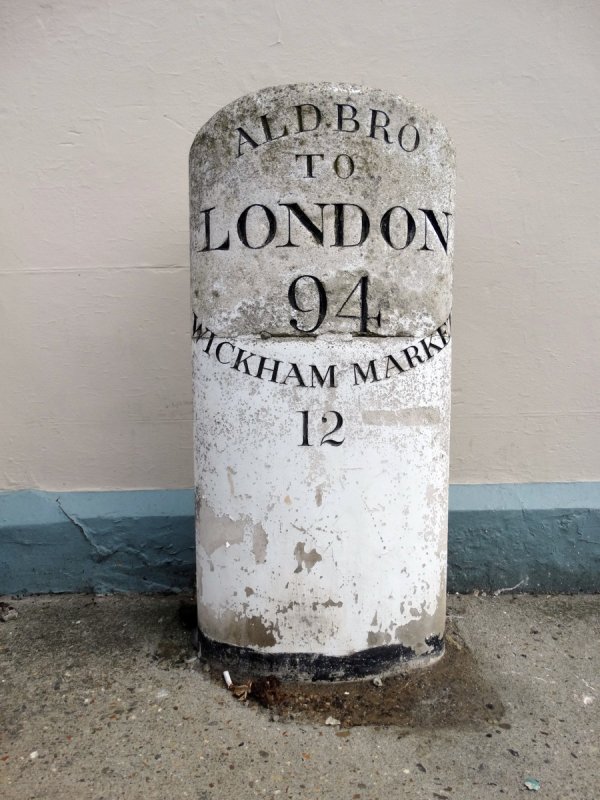 ALDBRO
TO
LONDON
94
WICKHAM MARKET
12